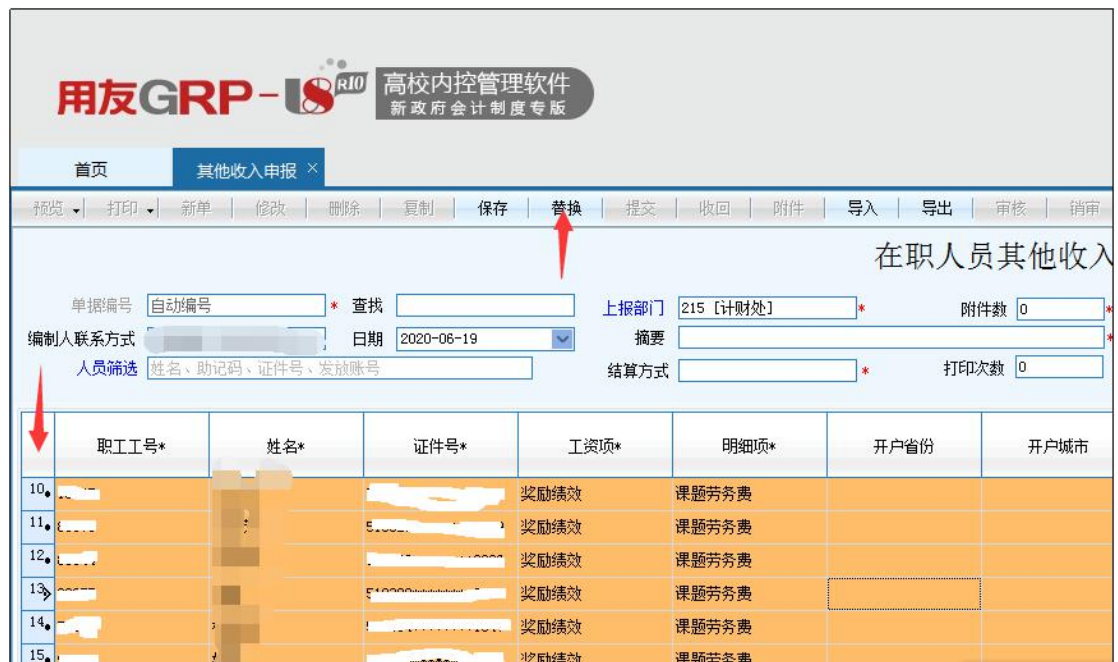 用友GRP-U8 R10 高校内控管理软件
新政府会计制度专版
首页 其他收入申报 ×
预览 打印 新单 修改 删除 复制 保存 替换 提交 收回 附件 导入 导出 审核 销审
在职人员其他收入
单据编号 自动编号 * 查找 上报部门 215 [计财处] * 附件数 0 *
编制人联系方式 日期 2020-06-19 摘要 *
人员筛选 姓名、助记码、证件号、发放账号 结算方式 * 打印次数 0
职工工号* 姓名* 证件号* 工资项* 明细项* 开户省份 开户城市
10 奖励绩效 课题劳务费
11 奖励绩效 课题劳务费
12 奖励绩效 课题劳务费
13 奖励绩效 课题劳务费
14 奖励绩效 课题劳务费
15 奖励绩效 课题劳务费